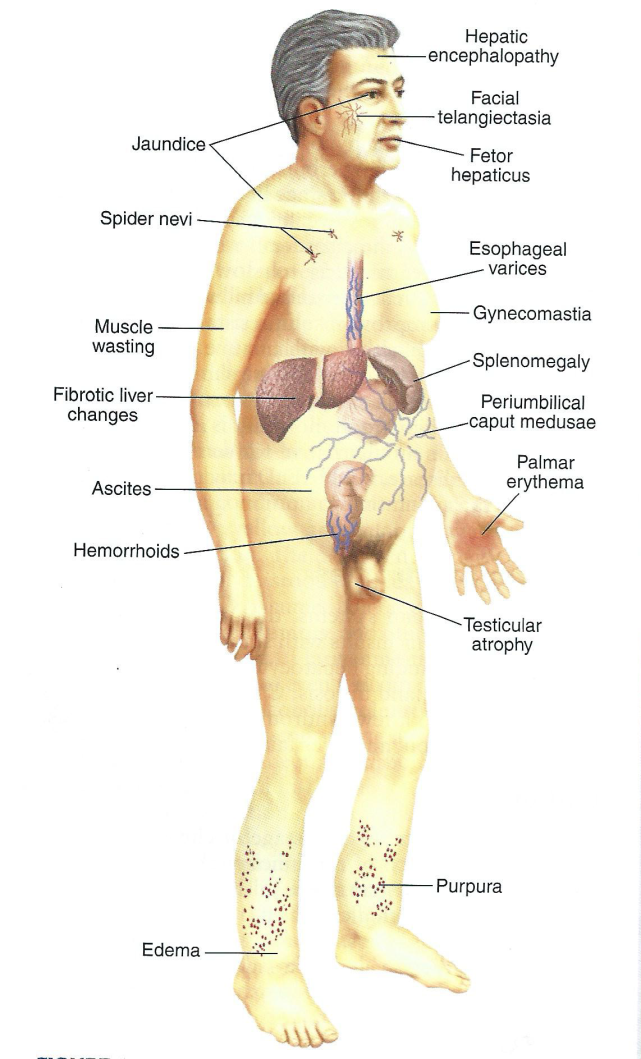 Hepatic
encephalopathy
Facial
telangiectasia
Jaundice
Fetor
hepaticus
Spider nevi
Esophageal
varices
Gynecomastia
Muscle
wasting
Splenomegaly
Fibrotic liver
changes
Periumbilical
caput medusae
Palmar
erythema
Ascites
Hemorrhoids
Testicular
atrophy
Purpura
Edema